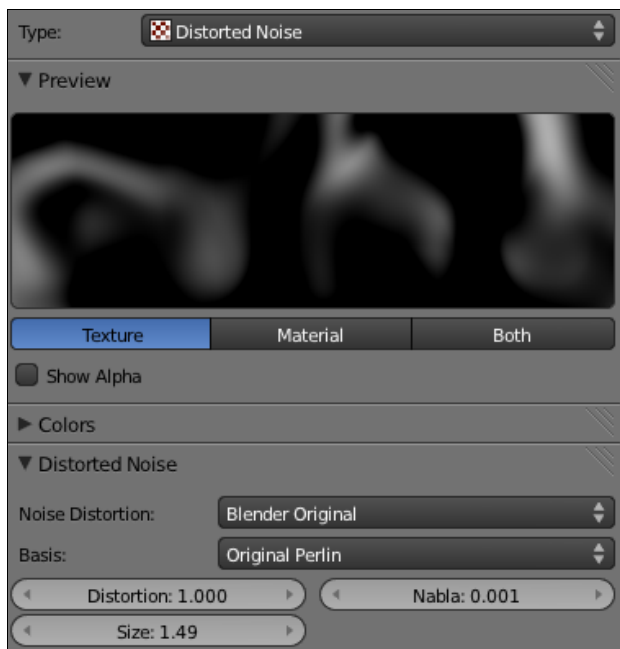 Type: Distorted Noise
Preview
Texture Material Both
Show Alpha
Colors
Distorted Noise
Noise Distortion: Blender Original
Basis: Original Perlin
Distortion: 1.000 Nabla: 0.001
Size: 1.49